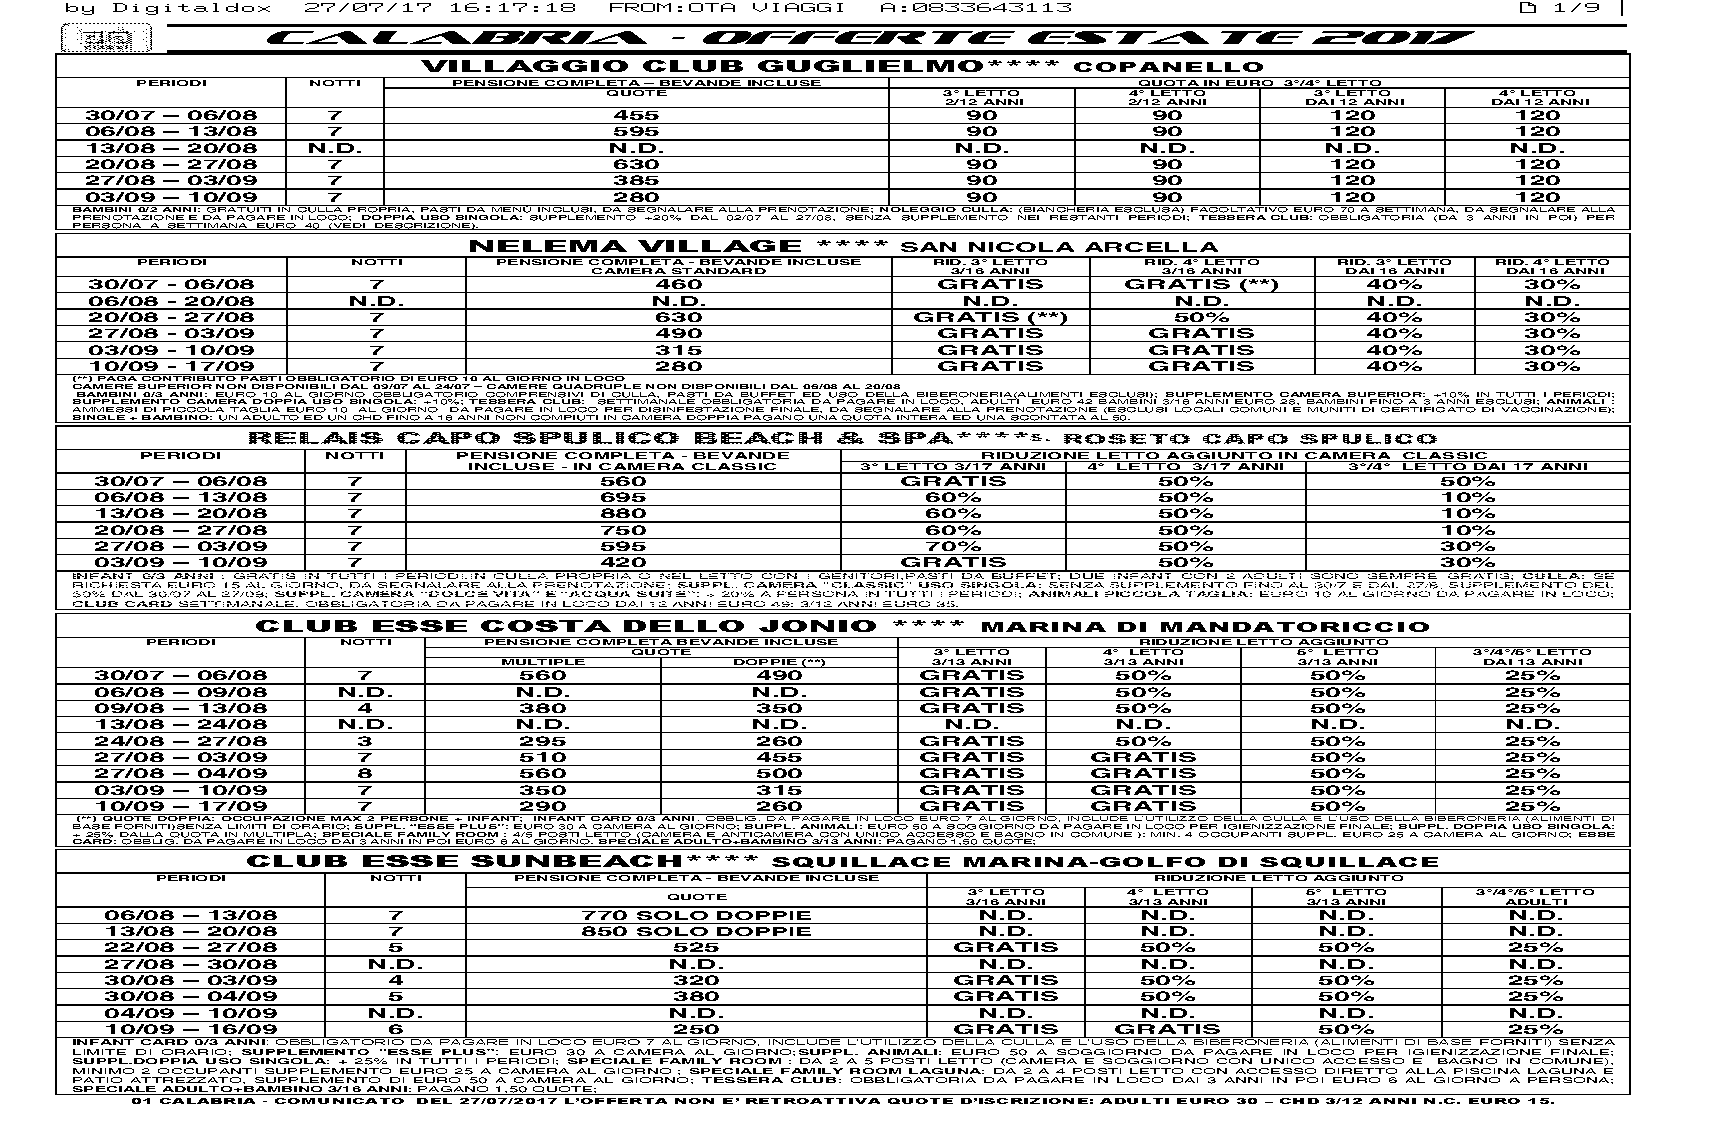 by Digitaldox 27/07/17 16:17:18 FROM:OTA VIAGGI A:0833643113 1/9
CALABRIA - OFFERTE ESTATE 2017
VILLAGGIO CLUB GUGLIELMO**** COPANELLO
PERIODI NOTTI PENSIONE COMPLETA – BEVANDE INCLUSE QUOTA IN EURO 3°/4° LETTO
QUOTE 3° LETTO 4° LETTO 3° LETTO 4° LETTO
2/12 ANNI 2/12 ANNI DAI 12 ANNI DAI 12 ANNI
30/07 – 06/08 7 455 90 90 120 120
06/08 – 13/08 7 595 90 90 120 120
13/08 – 20/08 N.D. N.D. N.D. N.D. N.D. N.D.
20/08 – 27/08 7 630 90 90 120 120
27/08 – 03/09 7 385 90 90 120 120
03/09 – 10/09 7 280 90 90 120 120
BAMBINI 0/2 ANNI: GRATUITI IN CULLA PROPRIA, PASTI DA MENÙ INCLUSI, DA SEGNALARE ALLA PRENOTAZIONE; NOLEGGIO CULLA: (BIANCHERIA ESCLUSA) FACOLTATIVO EURO 70 A SETTIMANA, DA SEGNALARE ALLA
PRENOTAZIONE E DA PAGARE IN LOCO; DOPPIA USO SINGOLA: SUPPLEMENTO +20% DAL 02/07 AL 27/08, SENZA SUPPLEMENTO NEI RESTANTI PERIODI; TESSERA CLUB: OBBLIGATORIA (DA 3 ANNI IN POI) PER
PERSONA A SETTIMANA EURO 40 (VEDI DESCRIZIONE).
NELEMA VILLAGE **** SAN NICOLA ARCELLA
PERIODI NOTTI PENSIONE COMPLETA - BEVANDE INCLUSE RID. 3° LETTO RID. 4° LETTO RID. 3° LETTO RID. 4° LETTO
CAMERA STANDARD 3/16 ANNI 3/16 ANNI DAI 16 ANNI DAI 16 ANNI
30/07 - 06/08 7 460 GRATIS GRATIS (**) 40% 30%
06/08 - 20/08 N.D. N.D. N.D. N.D. N.D. N.D.
20/08 - 27/08 7 630 GRATIS (**) 50% 40% 30%
27/08 - 03/09 7 490 GRATIS GRATIS 40% 30%
03/09 - 10/09 7 315 GRATIS GRATIS 40% 30%
10/09 - 17/09 7 280 GRATIS GRATIS 40% 30%
(**) PAGA CONTRIBUTO PASTI OBBLIGATORIO DI EURO 10 AL GIORNO IN LOCO
CAMERE SUPERIOR NON DISPONIBILI DAL 09/07 AL 24/07 – CAMERE QUADRUPLE NON DISPONIBILI DAL 06/08 AL 20/08
BAMBINI 0/3 ANNI: EURO 10 AL GIORNO OBBLIGATORIO COMPRENSIVI DI CULLA, PASTI DA BUFFET ED USO DELLA BIBERONERIA(ALIMENTI ESCLUSI); SUPPLEMENTO CAMERA SUPERIOR: +10% IN TUTTI I PERIODI;
SUPPLEMENTO CAMERA DOPPIA USO SINGOLA: +10%; TESSERA CLUB: SETTIMANALE OBBLIGATORIA DA PAGARE IN LOCO, ADULTI EURO 42 BAMBINI 3/16 ANNI EURO 28, BAMBINI FINO A 3 ANNI ESCLUSI; ANIMALI :
AMMESSI DI PICCOLA TAGLIA EURO 10 AL GIORNO DA PAGARE IN LOCO PER DISINFESTAZIONE FINALE, DA SEGNALARE ALLA PRENOTAZIONE (ESCLUSI LOCALI COMUNI E MUNITI DI CERTIFICATO DI VACCINAZIONE);
SINGLE + BAMBINO: UN ADULTO ED UN CHD FINO A 16 ANNI NON COMPIUTI IN CAMERA DOPPIA PAGANO UNA QUOTA INTERA ED UNA SCONTATA AL 50.
RELAIS CAPO SPULICO BEACH & SPA****S- ROSETO CAPO SPULICO
PERIODI NOTTI PENSIONE COMPLETA - BEVANDE RIDUZIONE LETTO AGGIUNTO IN CAMERA CLASSIC
INCLUSE - IN CAMERA CLASSIC 3° LETTO 3/17 ANNI 4° LETTO 3/17 ANNI 3°/4° LETTO DAI 17 ANNI
30/07 – 06/08 7 560 GRATIS 50% 50%
06/08 – 13/08 7 695 60% 50% 10%
13/08 – 20/08 7 880 60% 50% 10%
20/08 – 27/08 7 750 60% 50% 10%
27/08 – 03/09 7 595 70% 50% 30%
03/09 – 10/09 7 420 GRATIS 50% 30%
INFANT 0/3 ANNI : GRATIS IN TUTTI I PERIODI:IN CULLA PROPRIA O NEL LETTO CON I GENITORI,PASTI DA BUFFET; DUE INFANT CON 2 ADULTI SONO SEMPRE GRATIS; CULLA: SE
RICHIESTA EURO 15 AL GIORNO, DA SEGNALARE ALLA PRENOTAZIONE; SUPPL. CAMERA "CLASSIC" USO SINGOLA: SENZA SUPPLEMENTO FINO AL 30/7 E DAL 27/8, SUPPLEMENTO DEL
50% DAL 30/07 AL 27/08; SUPPL. CAMERA "DOLCE VITA" E "ACQUA SUITE": + 20% A PERSONA IN TUTTI I PERIODI; ANIMALI PICCOLA TAGLIA: EURO 10 AL GIORNO DA PAGARE IN LOCO;
CLUB CARD SETTIMANALE, OBBLIGATORIA DA PAGARE IN LOCO DAI 12 ANNI EURO 49; 3/12 ANNI EURO 35.
CLUB ESSE COSTA DELLO JONIO **** MARINA DI MANDATORICCIO
PERIODI NOTTI PENSIONE COMPLETA BEVANDE INCLUSE RIDUZIONE LETTO AGGIUNTO
QUOTE 3° LETTO 4° LETTO 5° LETTO 3°/4°/5° LETTO
MULTIPLE DOPPIE (**) 3/13 ANNI 3/13 ANNI 3/13 ANNI DAI 13 ANNI
30/07 – 06/08 7 560 490 GRATIS 50% 50% 25%
06/08 – 09/08 N.D. N.D. N.D. GRATIS 50% 50% 25%
09/08 – 13/08 4 380 350 GRATIS 50% 50% 25%
13/08 – 24/08 N.D. N.D. N.D. N.D. N.D. N.D. N.D.
24/08 – 27/08 3 295 260 GRATIS 50% 50% 25%
27/08 – 03/09 7 510 455 GRATIS GRATIS 50% 25%
27/08 – 04/09 8 560 500 GRATIS GRATIS 50% 25%
03/09 – 10/09 7 350 315 GRATIS GRATIS 50% 25%
10/09 – 17/09 7 290 260 GRATIS GRATIS 50% 25%
(**) QUOTE DOPPIA: OCCUPAZIONE MAX 2 PERSONE + INFANT; INFANT CARD 0/3 ANNI. OBBLIG. DA PAGARE IN LOCO EURO 7 AL GIORNO, INCLUDE L'UTILIZZO DELLA CULLA E L'USO DELLA BIBERONERIA (ALIMENTI DI
BASE FORNITI)SENZA LIMITI DI ORARIO; SUPPL. "ESSE PLUS": EURO 30 A CAMERA AL GIORNO; SUPPL. ANIMALI: EURO 50 A SOGGIORNO DA PAGARE IN LOCO PER IGIENIZZAZIONE FINALE; SUPPL. DOPPIA USO SINGOLA:
+ 25% DALLA QUOTA IN MULTIPLA; SPECIALE FAMILY ROOM : 4/5 POSTI LETTO (CAMERA E ANTICAMERA CON UNICO ACCESSO E BAGNO IN COMUNE ); MIN. 4 OCCUPANTI SUPPL. EURO 25 A CAMERA AL GIORNO; ESSE
CARD: OBBLIG. DA PAGARE IN LOCO DAI 3 ANNI IN POI EURO 6 AL GIORNO. SPECIALE ADULTO+BAMBINO 3/13 ANNI: PAGANO 1,50 QUOTE;
CLUB ESSE SUNBEACH**** SQUILLACE MARINA-GOLFO DI SQUILLACE
PERIODI NOTTI PENSIONE COMPLETA - BEVANDE INCLUSE RIDUZIONE LETTO AGGIUNTO
QUOTE 3° LETTO 4° LETTO 5° LETTO 3°/4°/5° LETTO
3/16 ANNI 3/13 ANNI 3/13 ANNI ADULTI
06/08 – 13/08 7 770 SOLO DOPPIE N.D. N.D. N.D. N.D.
13/08 – 20/08 7 850 SOLO DOPPIE N.D. N.D. N.D. N.D.
22/08 – 27/08 5 525 GRATIS 50% 50% 25%
27/08 – 30/08 N.D. N.D. N.D. N.D. N.D. N.D.
30/08 – 03/09 4 320 GRATIS 50% 50% 25%
30/08 – 04/09 5 380 GRATIS 50% 50% 25%
04/09 – 10/09 N.D. N.D. N.D. N.D. N.D. N.D.
10/09 – 16/09 6 250 GRATIS GRATIS 50% 25%
INFANT CARD 0/3 ANNI: OBBLIGATORIO DA PAGARE IN LOCO EURO 7 AL GIORNO, INCLUDE L'UTILIZZO DELLA CULLA E L'USO DELLA BIBERONERIA (ALIMENTI DI BASE FORNITI) SENZA
LIMITE DI ORARIO; SUPPLEMENTO "ESSE PLUS": EURO 30 A CAMERA AL GIORNO;SUPPL. ANIMALI: EURO 50 A SOGGIORNO DA PAGARE IN LOCO PER IGIENIZZAZIONE FINALE;
SUPPL.DOPPIA USO SINGOLA: + 25% IN TUTTI I PERIODI; SPECIALE FAMILY ROOM : DA 2 A 5 POSTI LETTO (CAMERA E SOGGIORNO CON UNICO ACCESSO E BAGNO IN COMUNE),
MINIMO 2 OCCUPANTI SUPPLEMENTO EURO 25 A CAMERA AL GIORNO ; SPECIALE FAMILY ROOM LAGUNA: DA 2 A 4 POSTI LETTO CON ACCESSO DIRETTO ALLA PISCINA LAGUNA E
PATIO ATTREZZATO, SUPPLEMENTO DI EURO 50 A CAMERA AL GIORNO; TESSERA CLUB: OBBLIGATORIA DA PAGARE IN LOCO DAI 3 ANNI IN POI EURO 6 AL GIORNO A PERSONA;
SPECIALE ADULTO+BAMBINO 3/16 ANNI: PAGANO 1,50 QUOTE;
01 CALABRIA - COMUNICATO DEL 27/07/2017 L'OFFERTA NON E' RETROATTIVA QUOTE D'ISCRIZIONE: ADULTI EURO 30 – CHD 3/12 ANNI N.C. EURO 15.